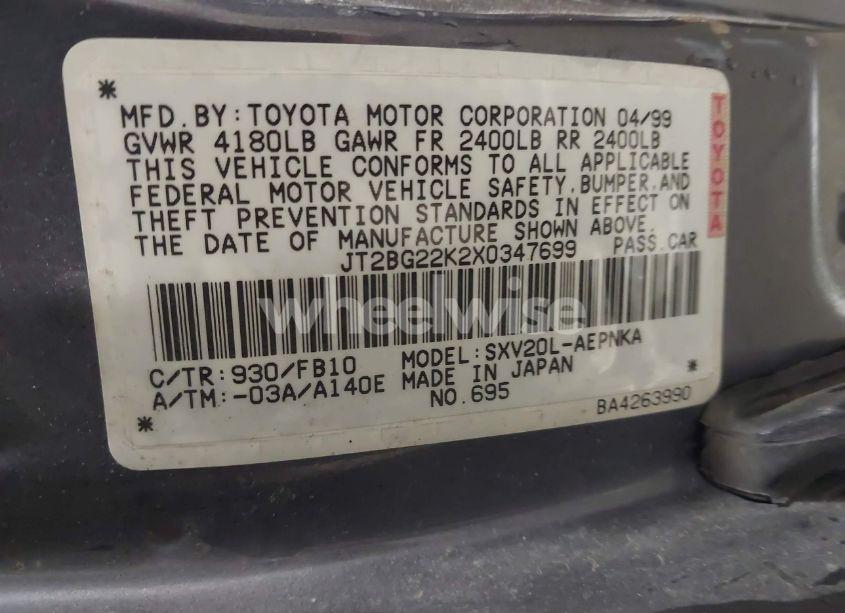 MFD. BY: TOYOTA MOTOR CORPORATION 04/99
GVWR 4180LB GAWR FR 2400LB RR 2400LB
THIS VEHICLE CONFORMS TO ALL APPLICABLE
FEDERAL MOTOR VEHICLE SAFETY, BUMPER, AND
THEFT PREVENTION STANDARDS IN EFFECT ON
THE DATE OF MANUFACTURE SHOWN ABOVE.
JT2BG22K2X0347699 PASS.CAR
TOYOTA
wheelwise
C/TR: 930/FB10 MODEL: SXV20L-AEPNKA
A/TM: -03A/A140E MADE IN JAPAN
NO.695 BA4263990